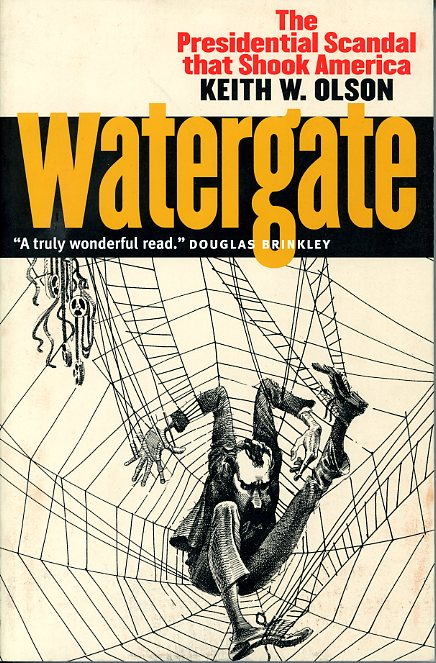 The
Presidential Scandal
that Shook America
KEITH W. OLSON
Watergate
“A truly wonderful read.” DOUGLAS BRINKLEY